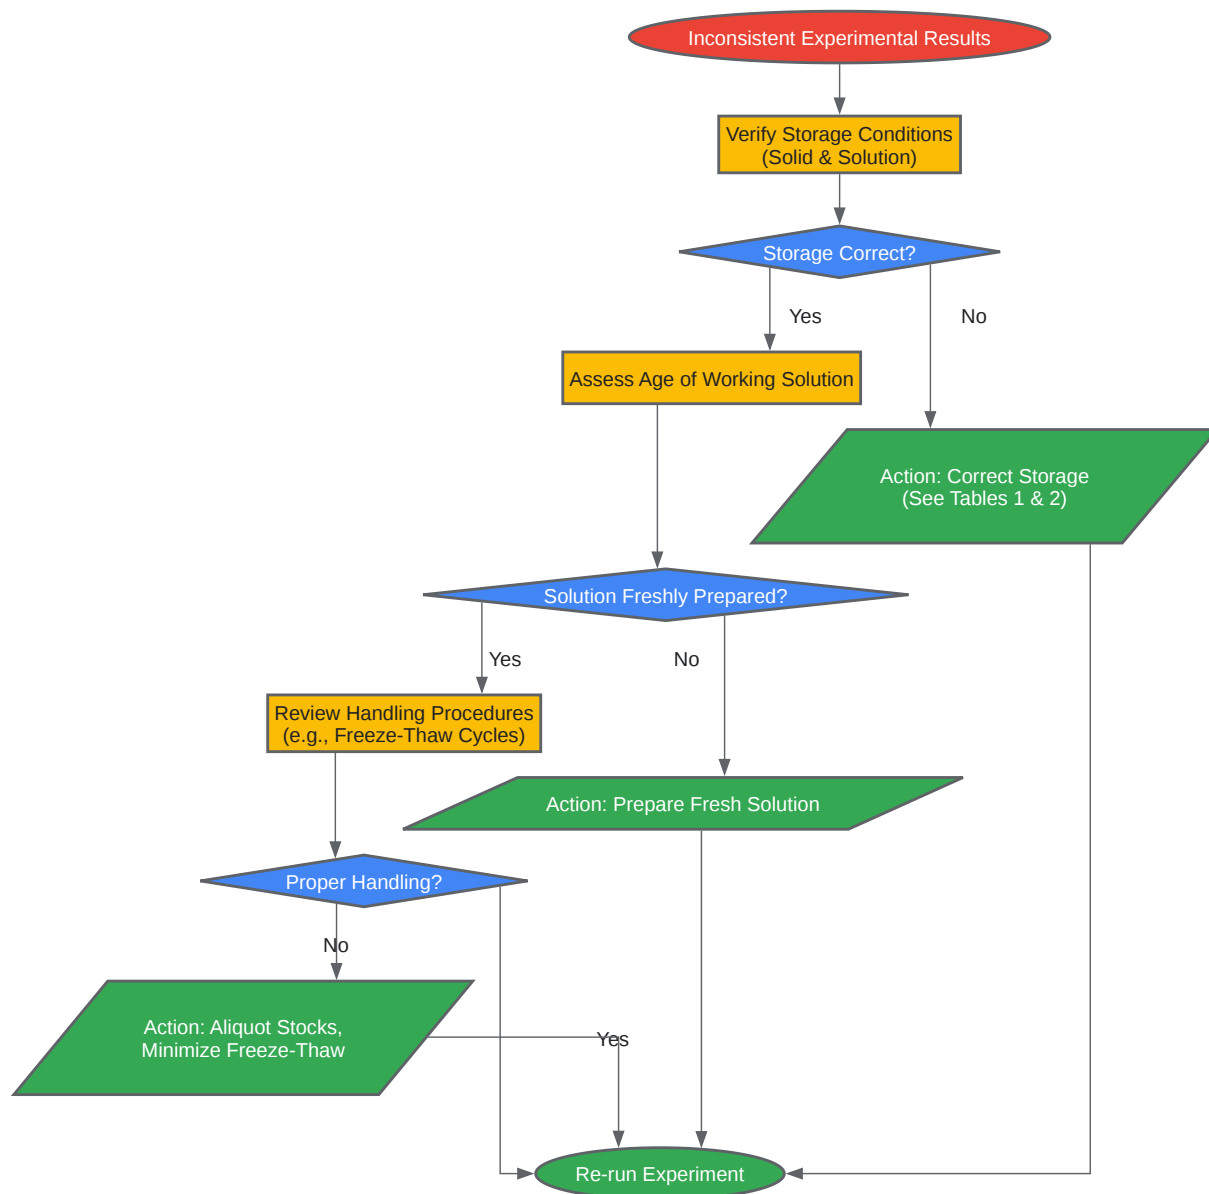 Inconsistent Experimental Results
Verify Storage Conditions
(Solid & Solution)
Storage Correct?
Yes
No
Assess Age of Working Solution
Action: Correct Storage
(See Tables 1 & 2)
Solution Freshly Prepared?
Yes
No
Review Handling Procedures
(e.g., Freeze-Thaw Cycles)
Action: Prepare Fresh Solution
Proper Handling?
No
Action: Aliquot Stocks,
Minimize Freeze-Thaw
Yes
Re-run Experiment